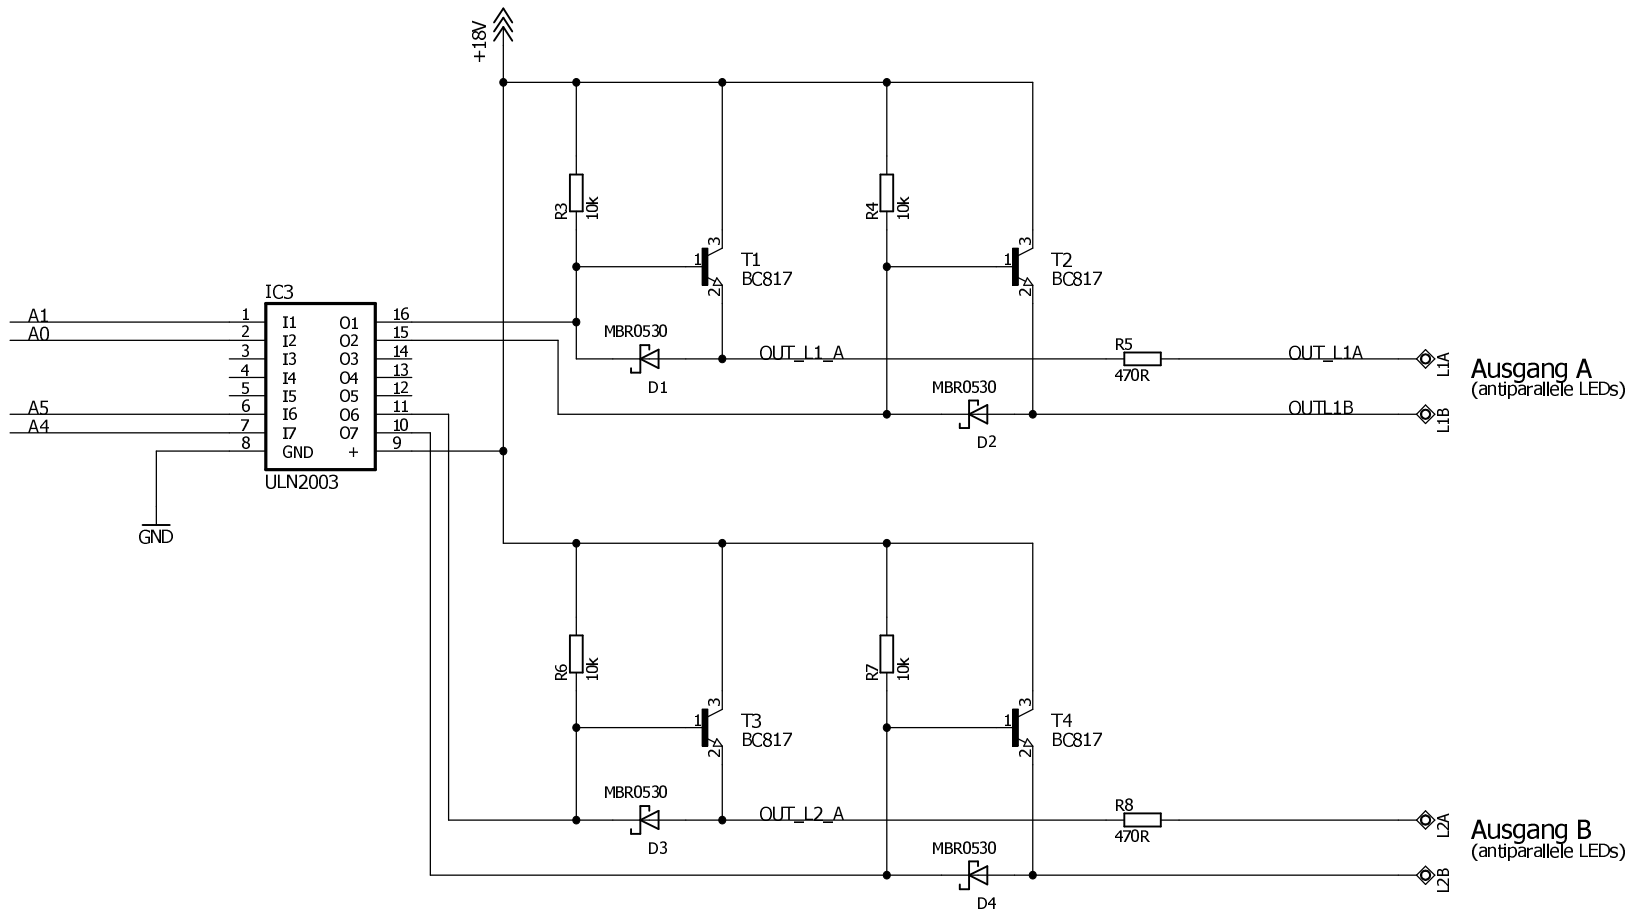 +18V
R3
10k
R4
10k
3
1
2
T1
BC817
3
1
2
T2
BC817
IC3
A1
A0
A5
A4
1
2
3
4
5
6
7
8
I1
I2
I3
I4
I5
I6
I7
GND
O1
O2
O3
O4
O5
O6
O7
+
16
15
14
13
12
11
10
9
ULN2003
GND
MBR0530
D1
OUT_L1_A
R5
470R
OUT_L1A
L1A
MBR0530
D2
OUTL1B
L1B
Ausgang A
(antiparallele LEDs)
R6
10k
R7
10k
3
1
2
T3
BC817
3
1
2
T4
BC817
MBR0530
D3
OUT_L2_A
R8
470R
L2A
MBR0530
D4
L2B
Ausgang B
(antiparallele LEDs)